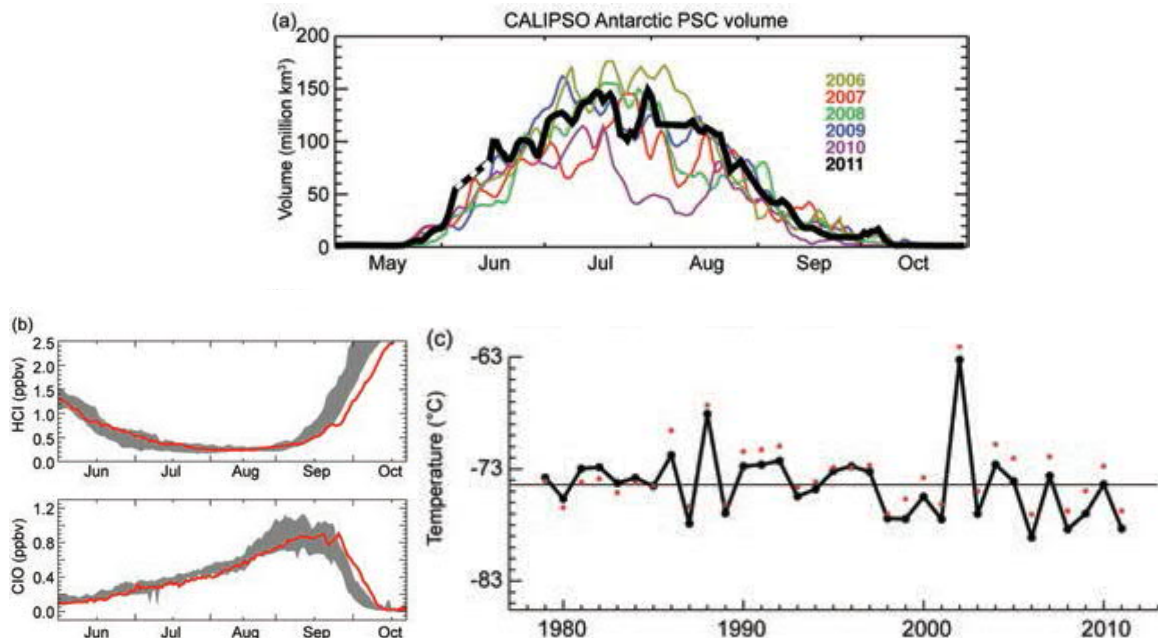 (a) CALIPSO Antarctic PSC volume
200
150
100
50
0
Volume (million km³)
2006
2007
2008
2009
2010
2011
May Jun Jul Aug Sep Oct
(b)
2.5
2.0
1.5
1.0
0.5
0.0
HCl (ppbv)
Jun Jul Aug Sep Oct
1.2
0.8
0.4
0.0
ClO (ppbv)
Jun Jul Aug Sep Oct
(c)
-63
-73
-83
Temperature (°C)
1980 1990 2000 2010